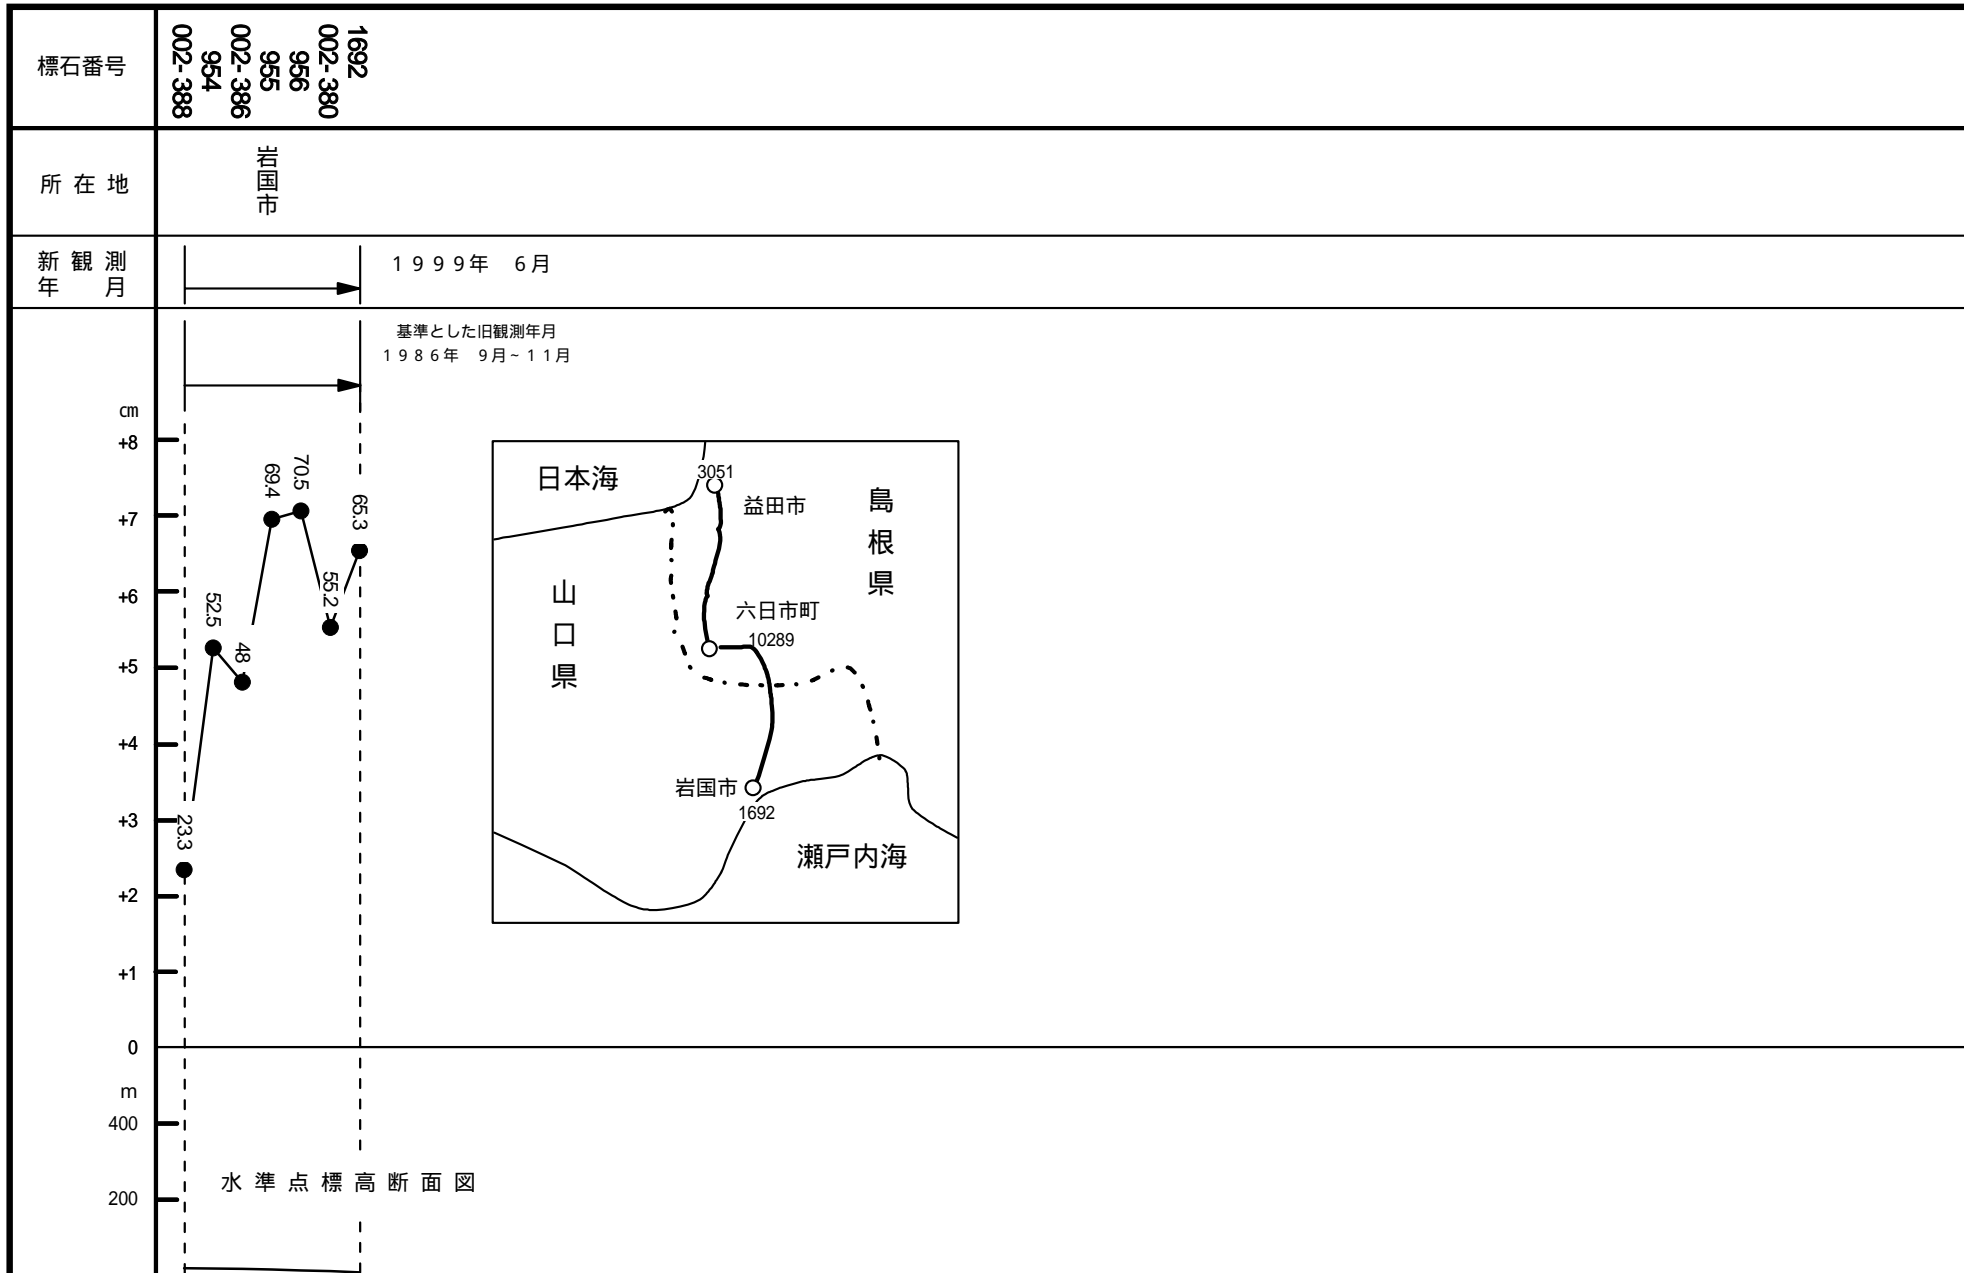 標石番号
002-388
954
002-386
955
956
002-380
1692
所在地
岩国市
新観測
年 月
1999年 6月
基準とした旧観測年月
1986年 9月~11月
cm
+8
+7
+6
+5
+4
+3
+2
+1
0
23.3
52.5
48
69.4
70.5
55.2
65.3
日本海
3051
益田市
島根県
山口県
六日市町
10289
岩国市
1692
瀬戸内海
m
400
200
水準点標高断面図